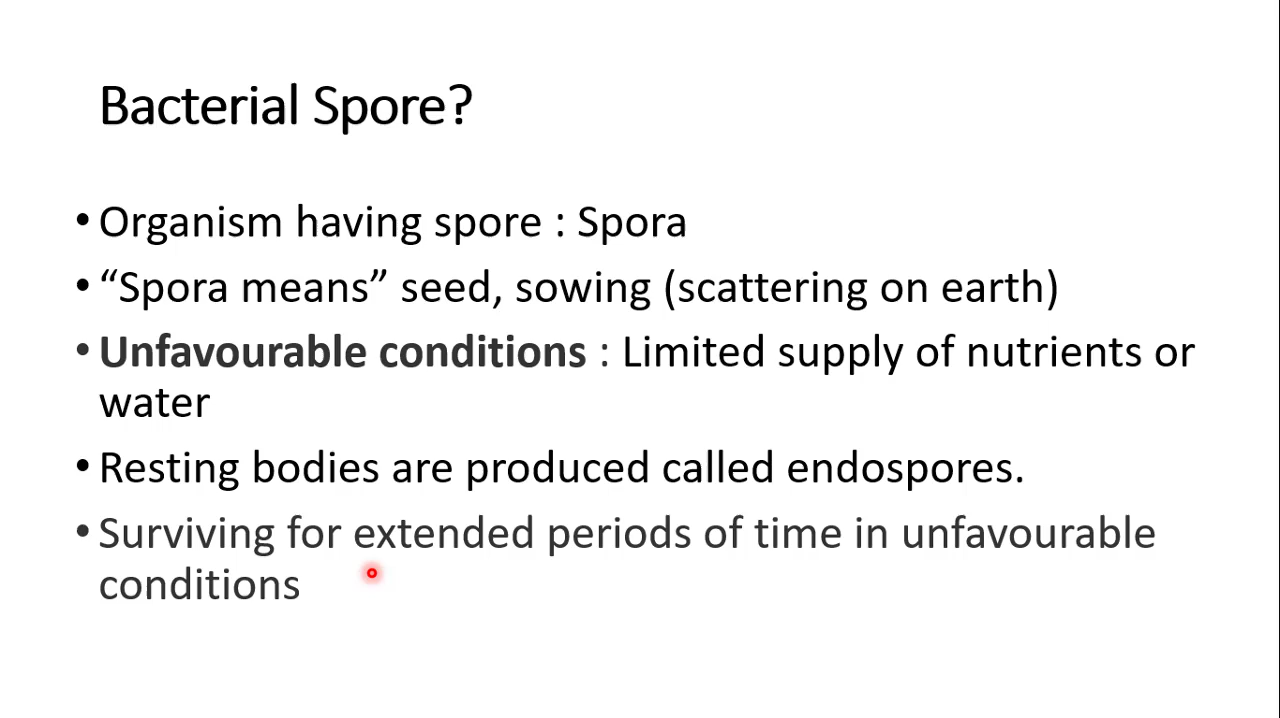 Bacterial Spore?
• Organism having spore : Spora
• “Spora means” seed, sowing (scattering on earth)
• Unfavourable conditions : Limited supply of nutrients or
water
• Resting bodies are produced called endospores.
• Surviving for extended periods of time in unfavourable
conditions